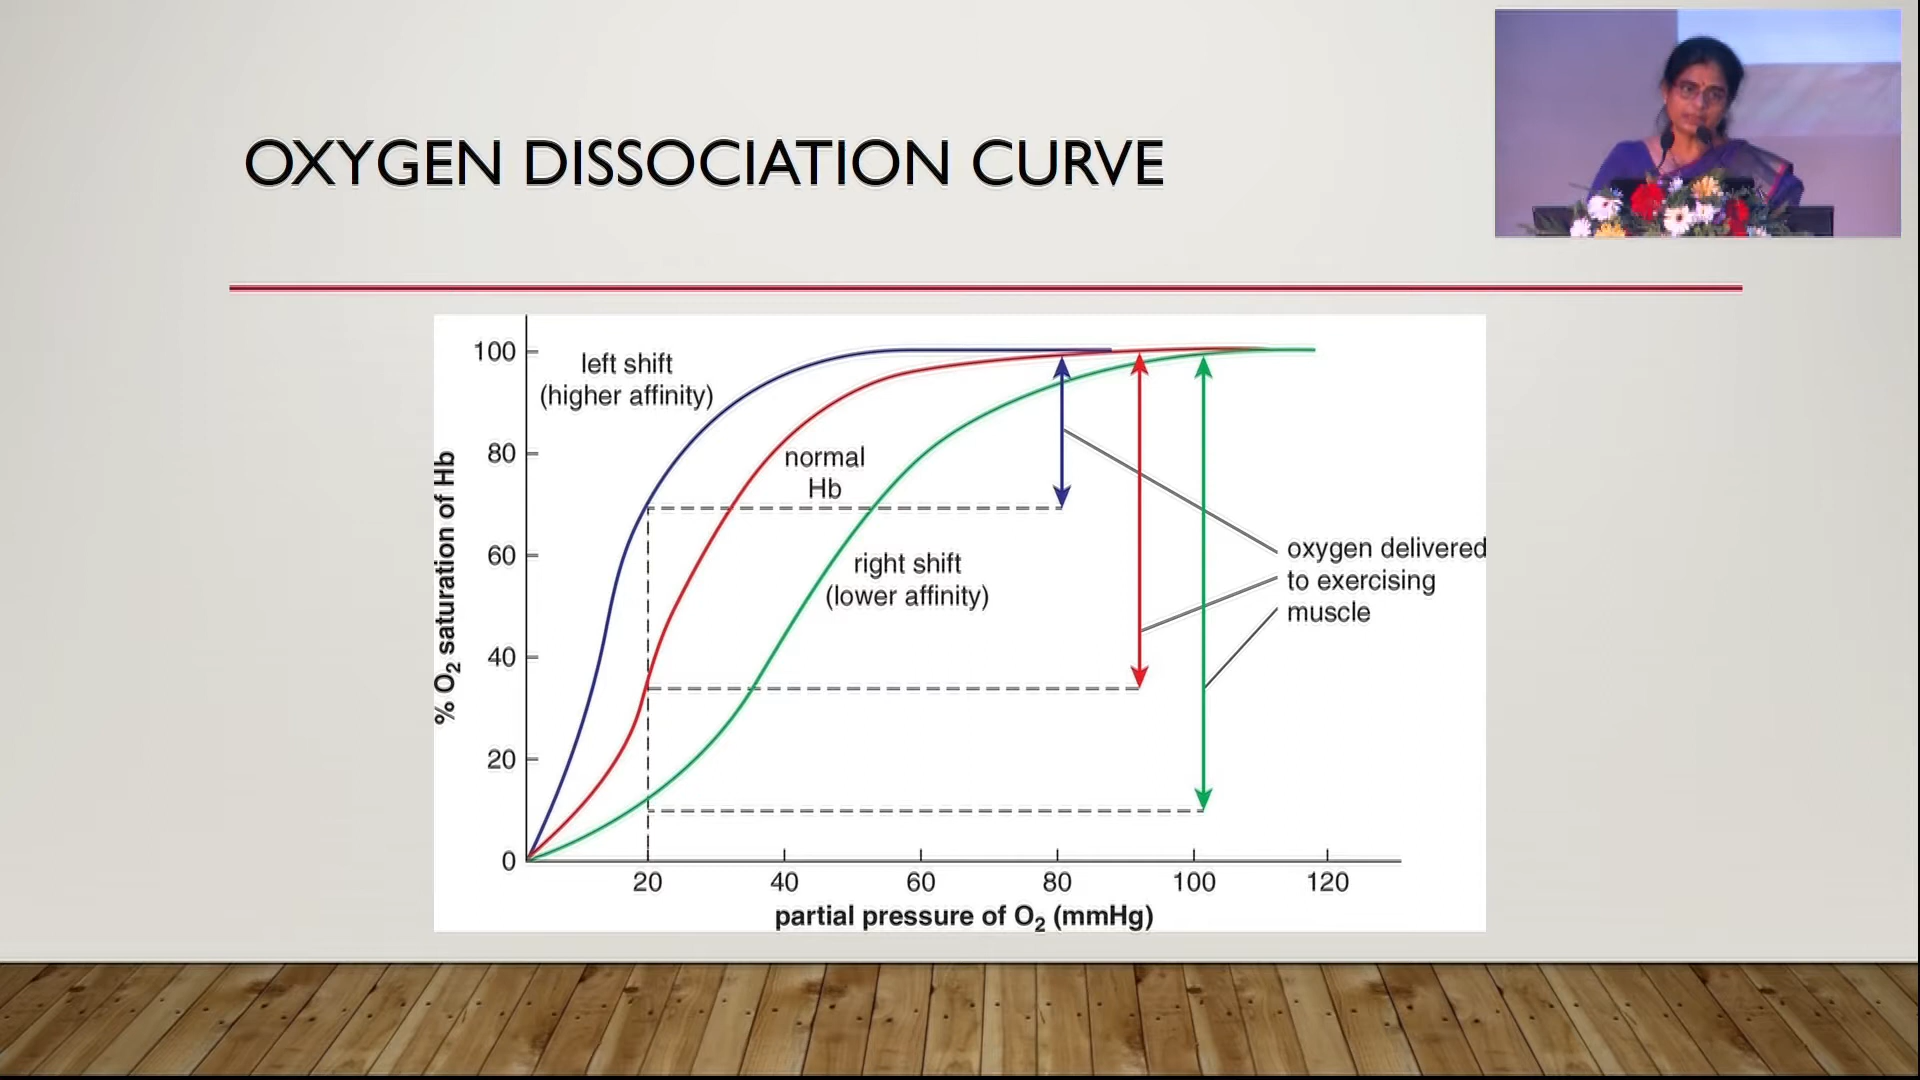 OXYGEN DISSOCIATION CURVE
100
left shift
(higher affinity)
80
normal
Hb
60
right shift
(lower affinity)
oxygen delivered
to exercising
muscle
40
20
0
% O₂ saturation of Hb
20 40 60 80 100 120
partial pressure of O₂ (mmHg)